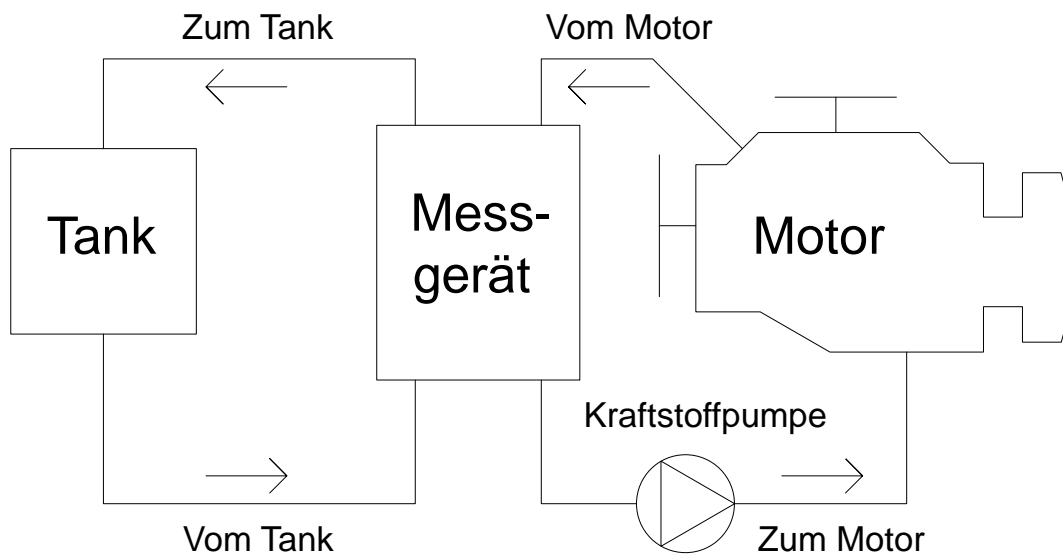 Zum Tank
Vom Motor
Tank
Mess-
gerät
Motor
Kraftstoffpumpe
Vom Tank
Zum Motor